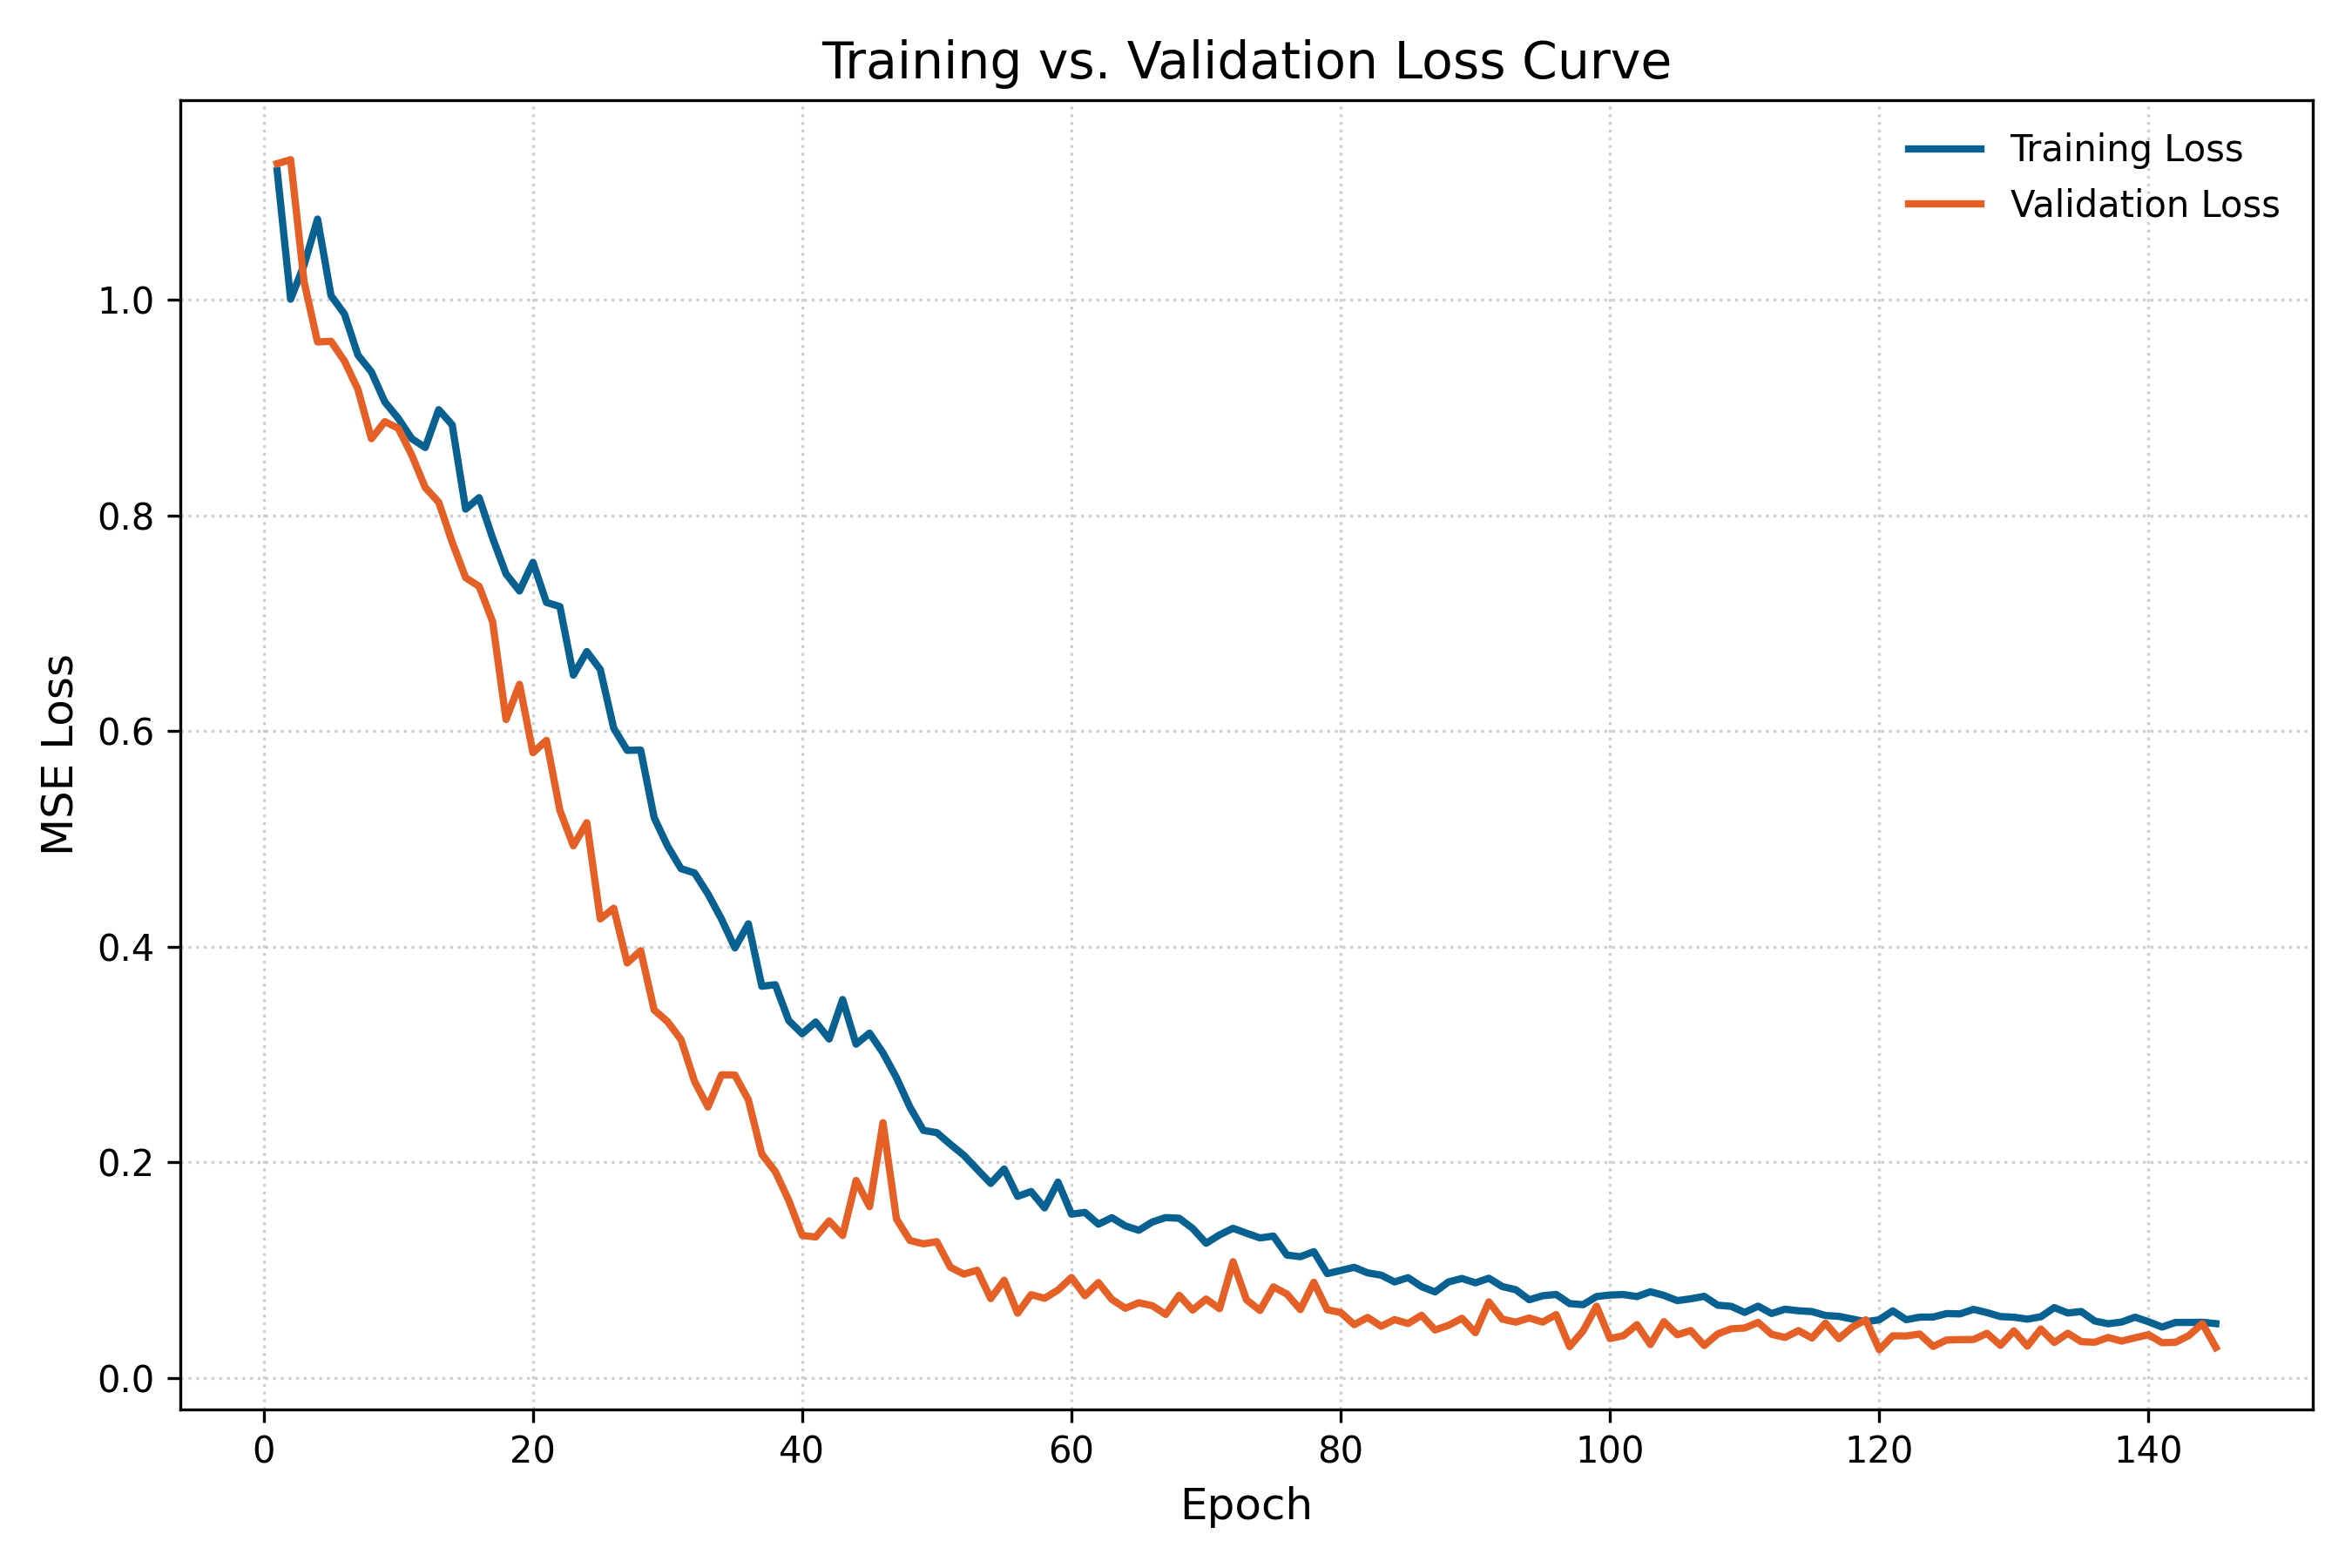 Training vs. Validation Loss Curve
Training Loss
Validation Loss
MSE Loss
1.0
0.8
0.6
0.4
0.2
0.0
0 20 40 60 80 100 120 140
Epoch